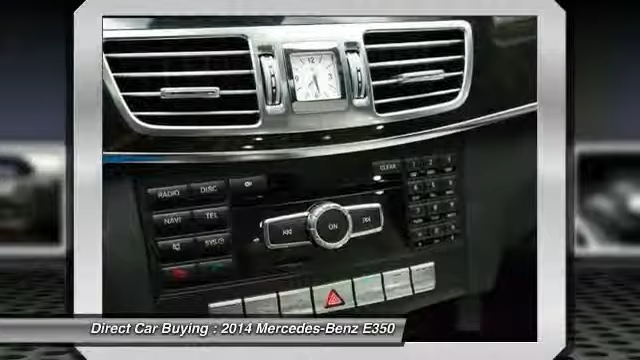 CLEAR
RADIO DISC
NAVI TEL
SYS
ON
Direct Car Buying : 2014 Mercedes-Benz E350